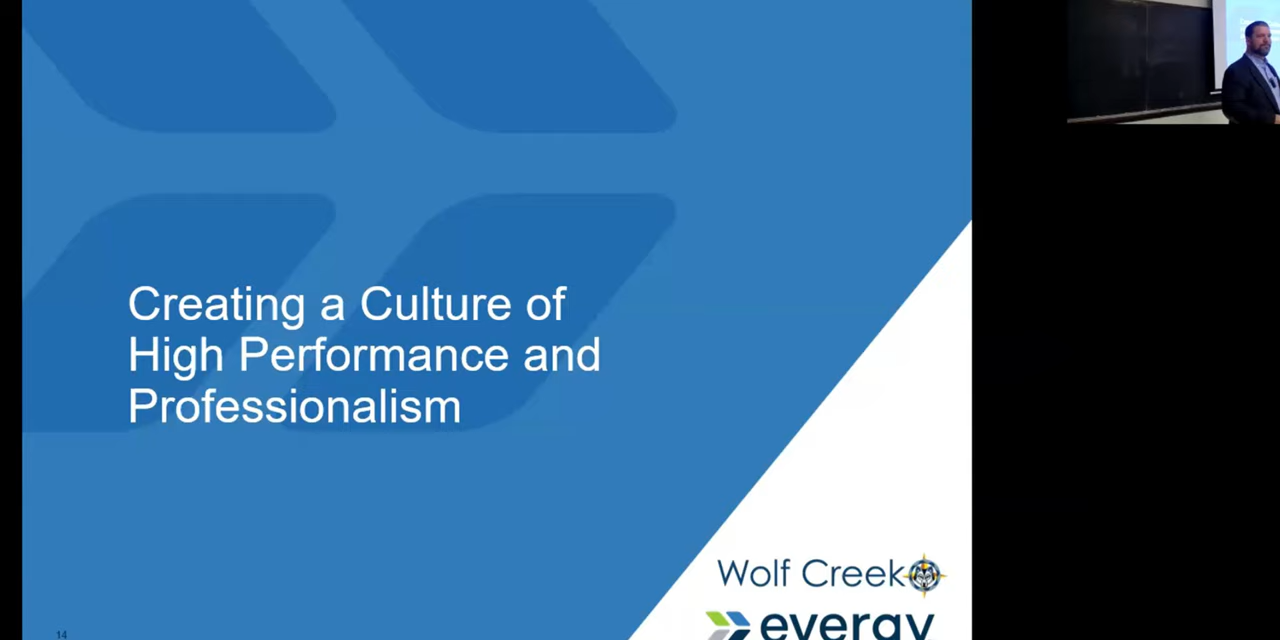 Creating a Culture of
High Performance and
Professionalism
Wolf Creek
evergy
14